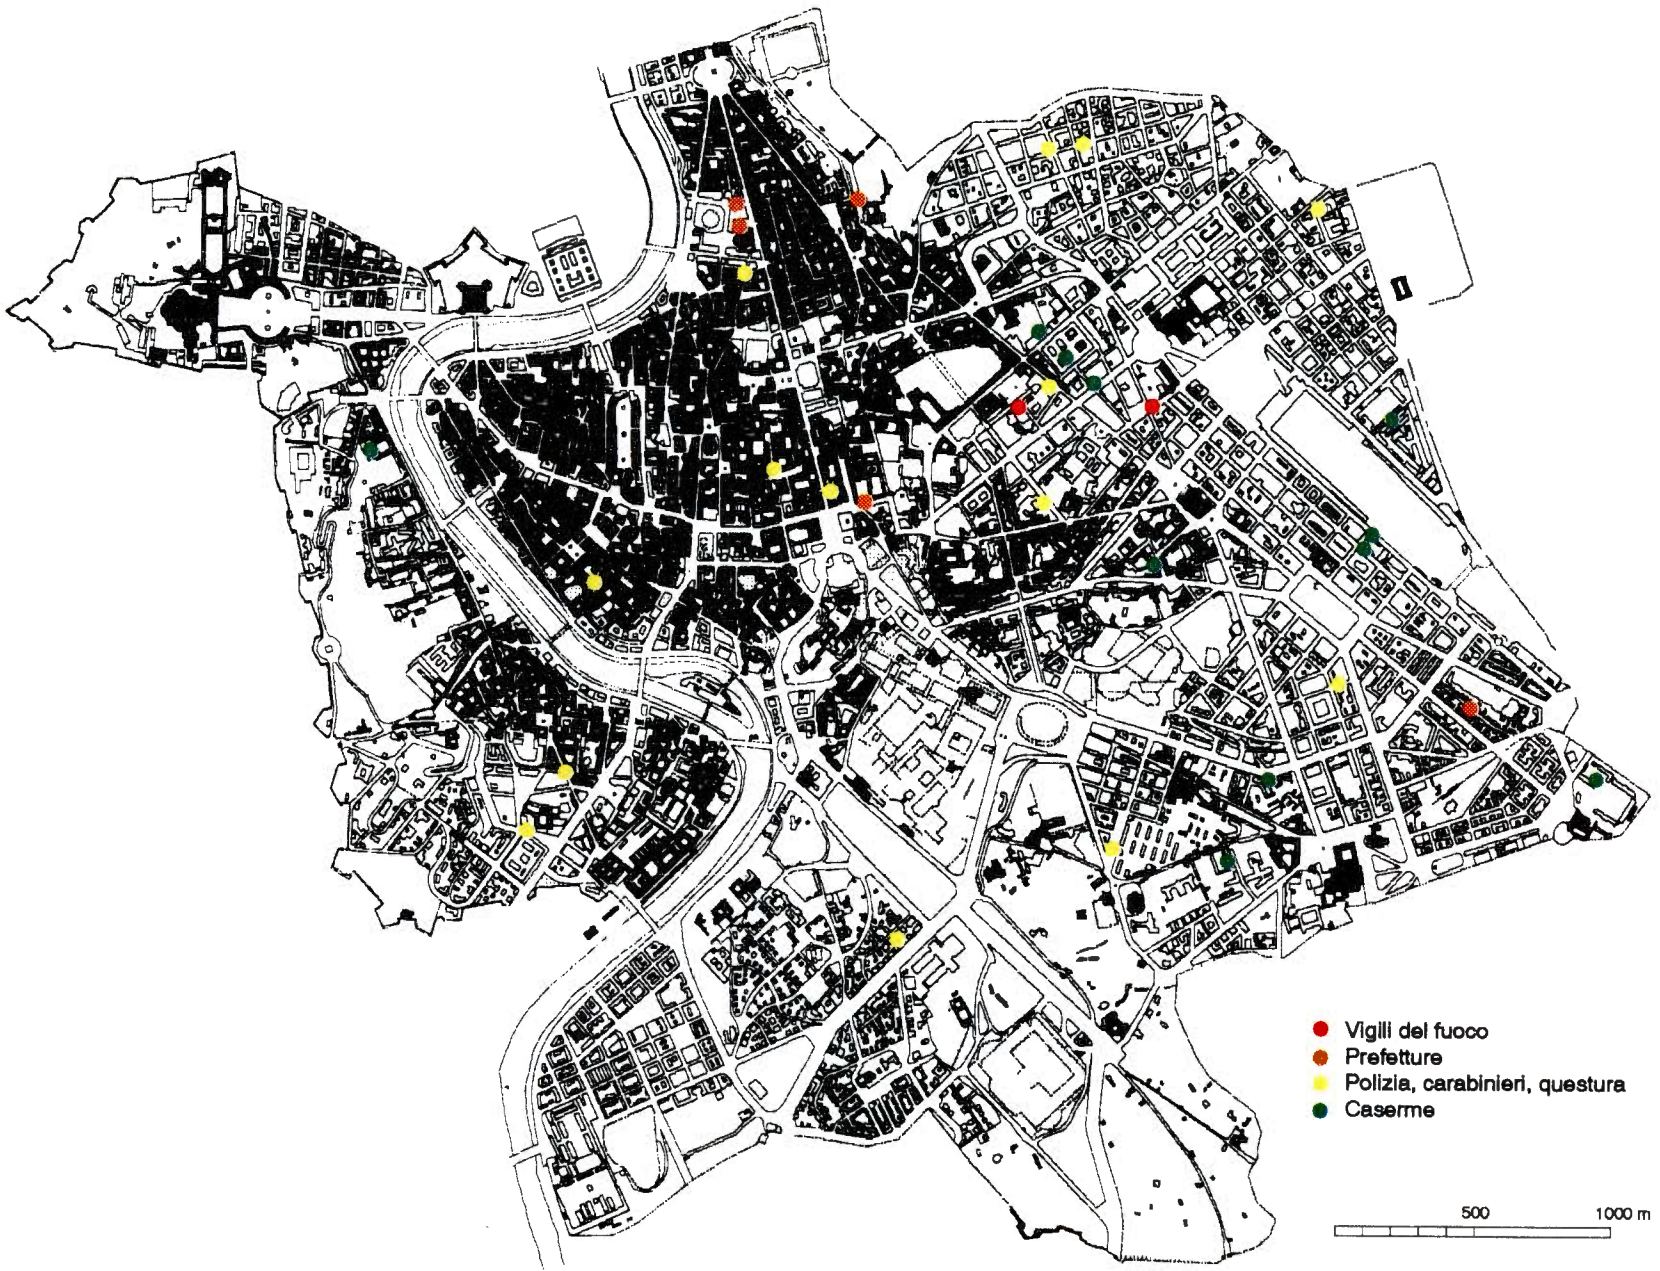 Vigili del fuoco
Prefetture
Polizia, carabinieri, questura
Caserme
500 1000 m